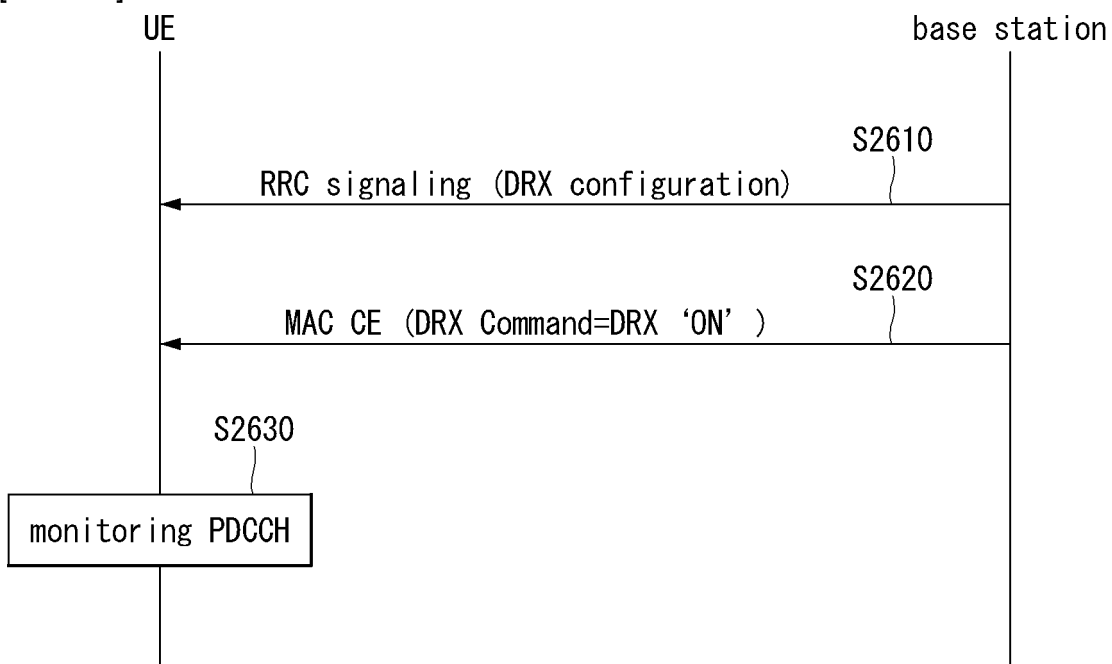 UE
base station
S2610
RRC signaling (DRX configuration)
S2620
MAC CE (DRX Command=DRX ‘ON’ )
S2630
monitoring PDCCH